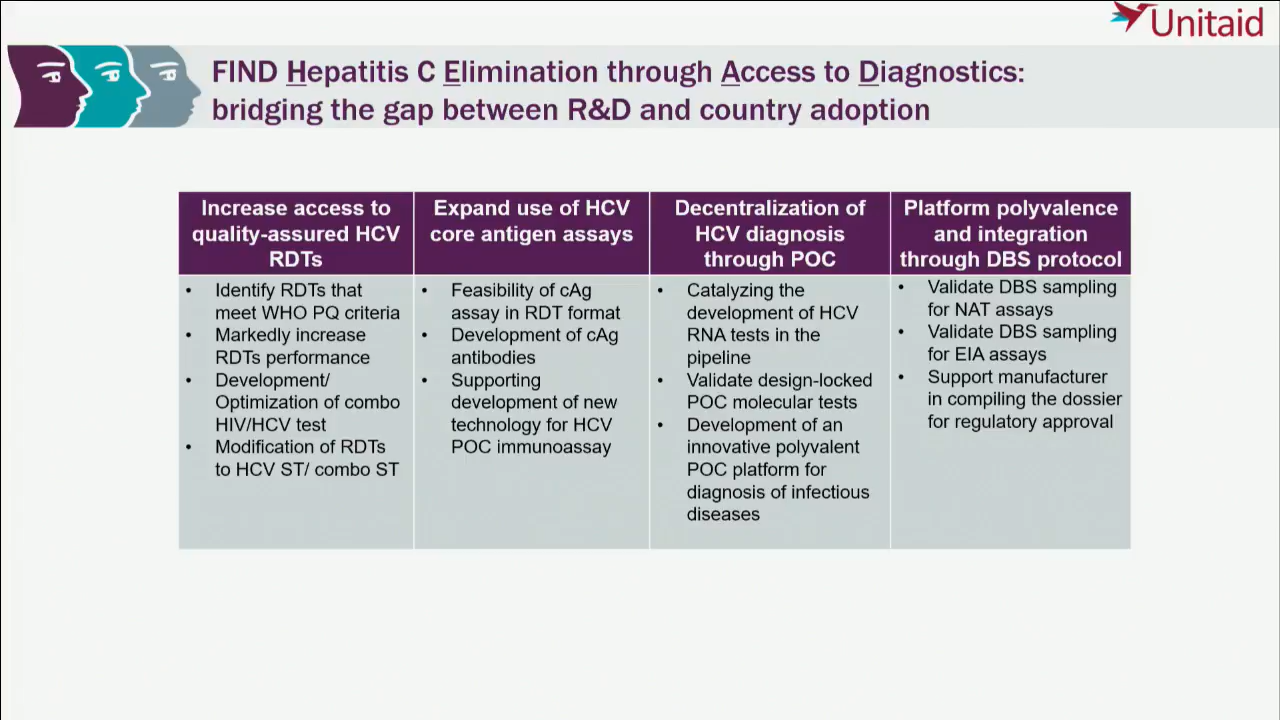 Unitaid
FIND Hepatitis C Elimination through Access to Diagnostics:
bridging the gap between R&D and country adoption
Increase access to
quality-assured HCV
RDTs
• Identify RDTs that
meet WHO PQ criteria
• Markedly increase
RDTs performance
• Development/
Optimization of combo
HIV/HCV test
• Modification of RDTs
to HCV ST/ combo ST
Expand use of HCV
core antigen assays
• Feasibility of cAg
assay in RDT format
• Development of cAg
antibodies
• Supporting
development of new
technology for HCV
POC immunoassay
Decentralization of
HCV diagnosis
through POC
• Catalyzing the
development of HCV
RNA tests in the
pipeline
• Validate design-locked
POC molecular tests
• Development of an
innovative polyvalent
POC platform for
diagnosis of infectious
diseases
Platform polyvalence
and integration
through DBS protocol
• Validate DBS sampling
for NAT assays
• Validate DBS sampling
for EIA assays
• Support manufacturer
in compiling the dossier
for regulatory approval